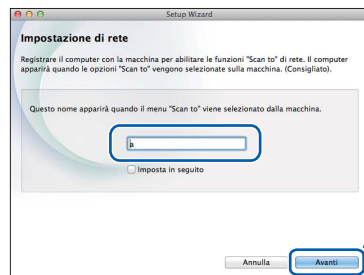 Setup Wizard
Impostazione di rete
Registrare il computer con la macchina per abilitare le funzioni "Scan to" di rete. Il computer
apparirà quando le opzioni "Scan to" vengono selezionate sulla macchina. (Consigliato).
Questo nome apparirà quando il menu "Scan to" viene selezionato dalla macchina.
a
Imposta in seguito
Annulla
Avanti